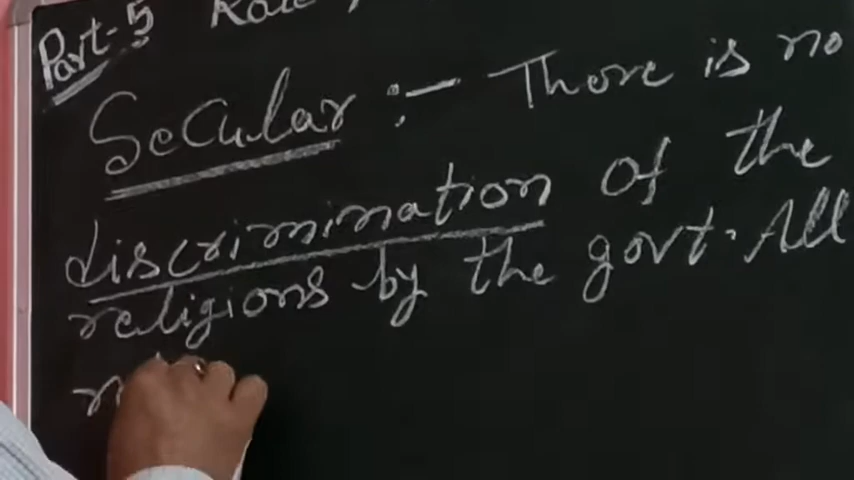 Part-5
Secular :- There is no
discrimination of the
religions by the govt. All